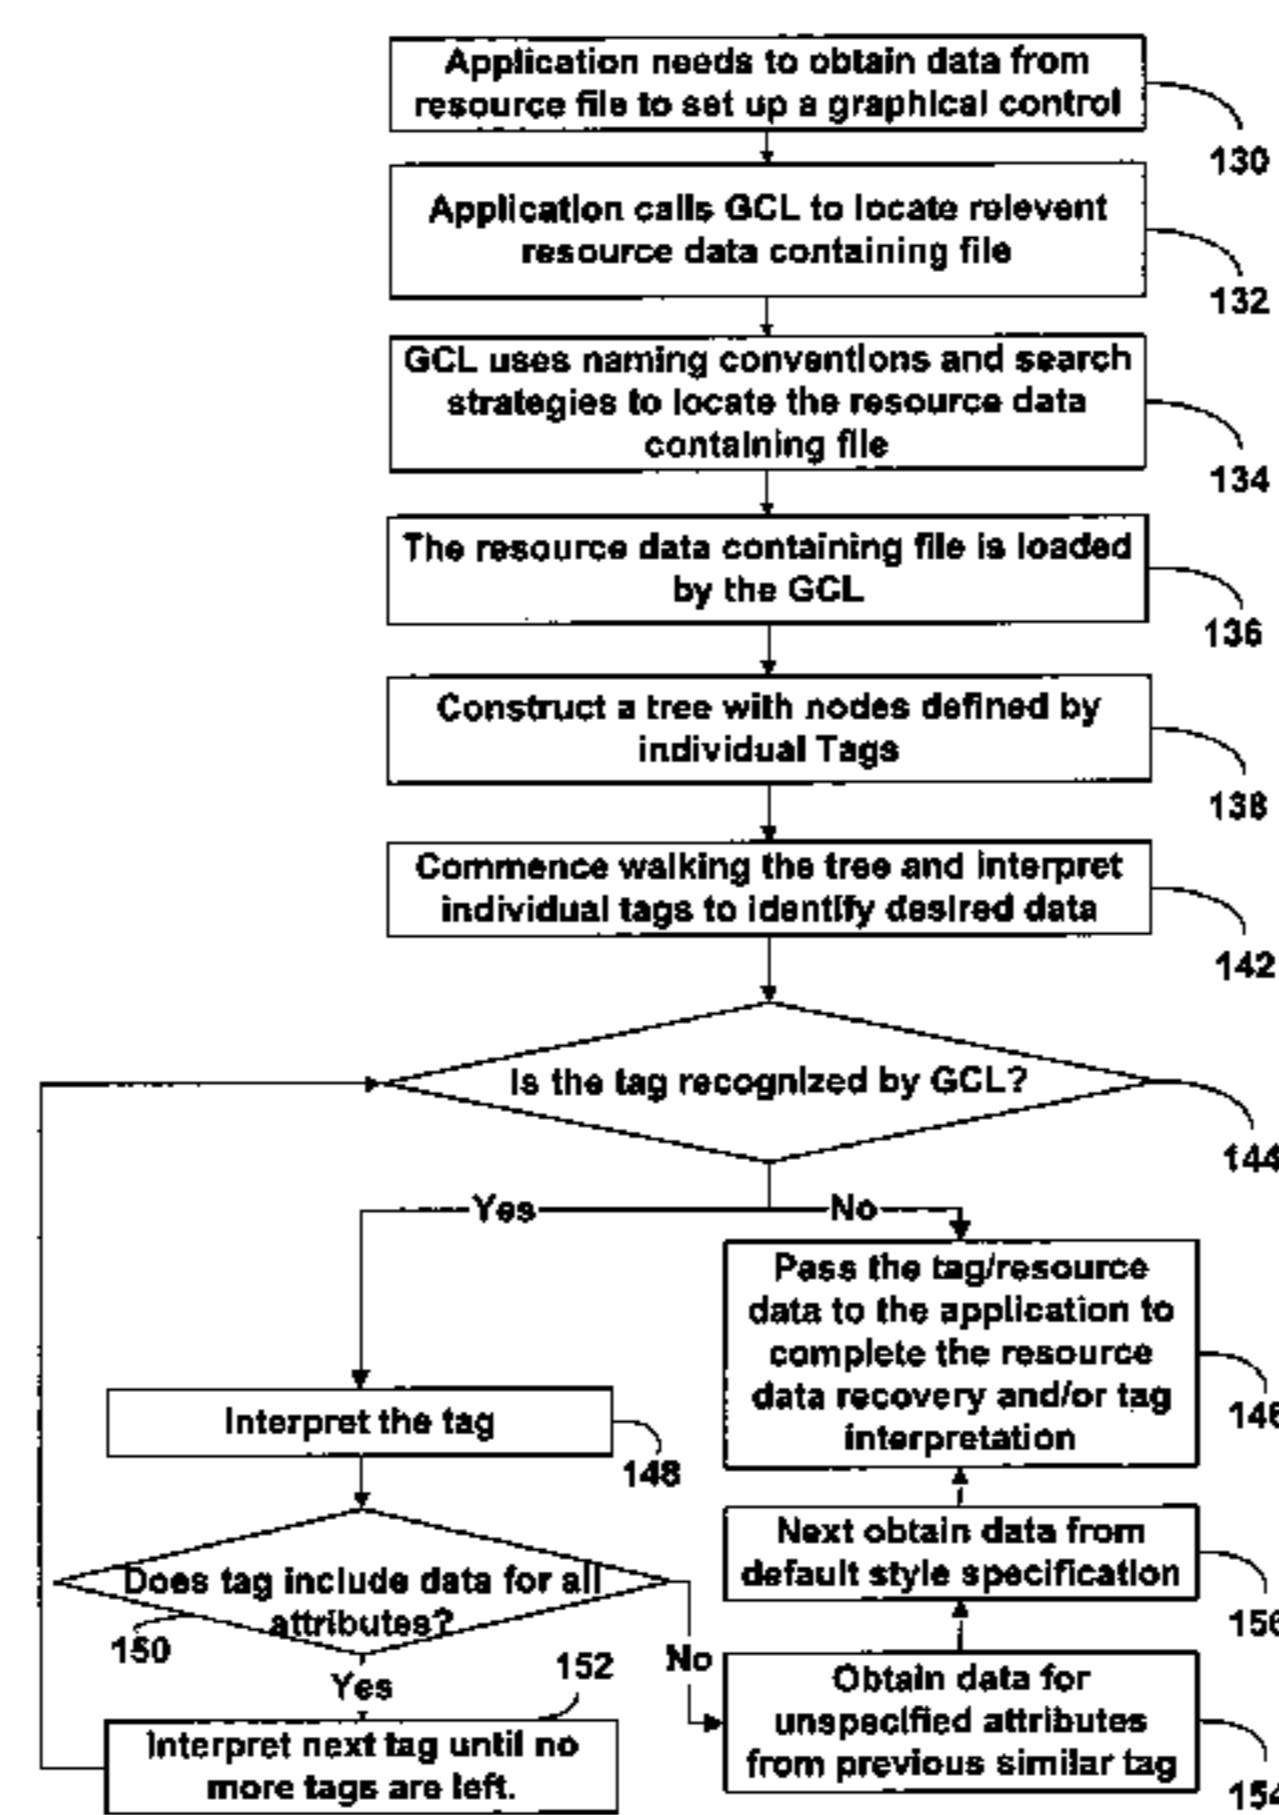 Application needs to obtain data from
resource file to set up a graphical control
130
Application calls GCL to locate relevent
resource data containing file
132
GCL uses naming conventions and search
strategies to locate the resource data
containing file
134
The resource data containing file is loaded
by the GCL
136
Construct a tree with nodes defined by
individual Tags
138
Commence walking the tree and interpret
individual tags to identify desired data
142
Is the tag recognized by GCL?
144
Yes
No
Pass the tag/resource
data to the application to
complete the resource
data recovery and/or tag
interpretation
146
Interpret the tag
148
Next obtain data from
default style specification
156
Does tag include data for all
attributes?
150
Yes
No
152
Obtain data for
unspecified attributes
from previous similar tag
154
Interpret next tag until no
more tags are left.